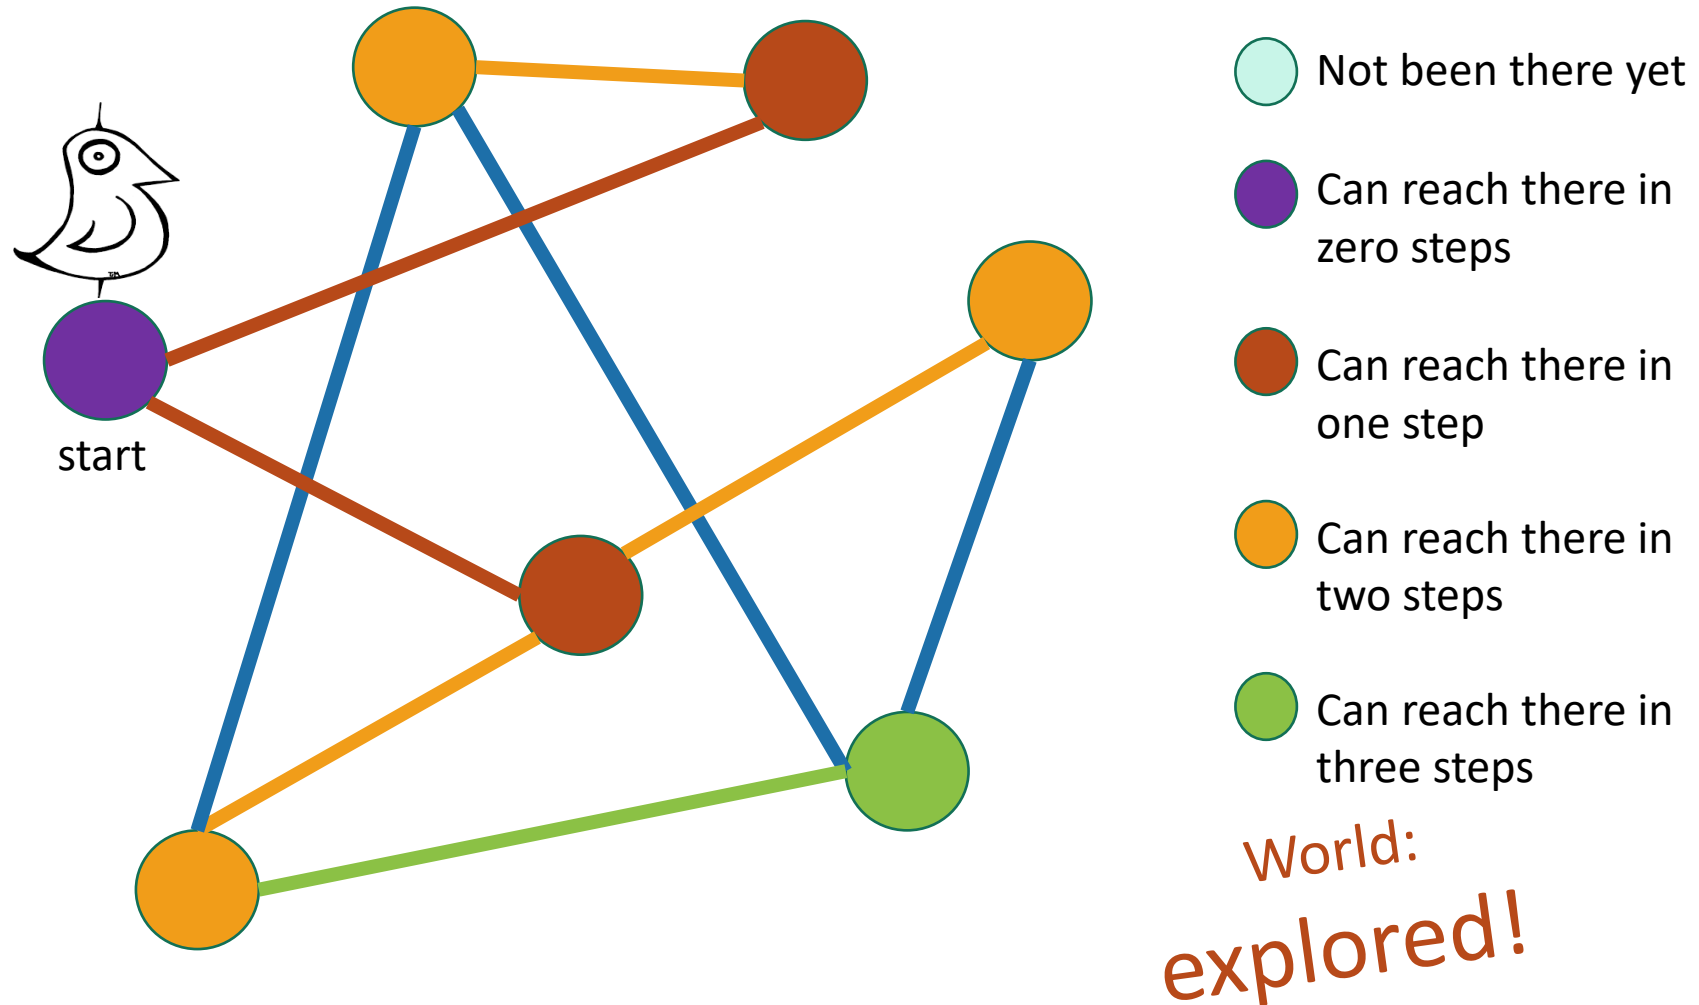 start
Not been there yet
Can reach there in
zero steps
Can reach there in
one step
Can reach there in
two steps
Can reach there in
three steps
World:
explored!